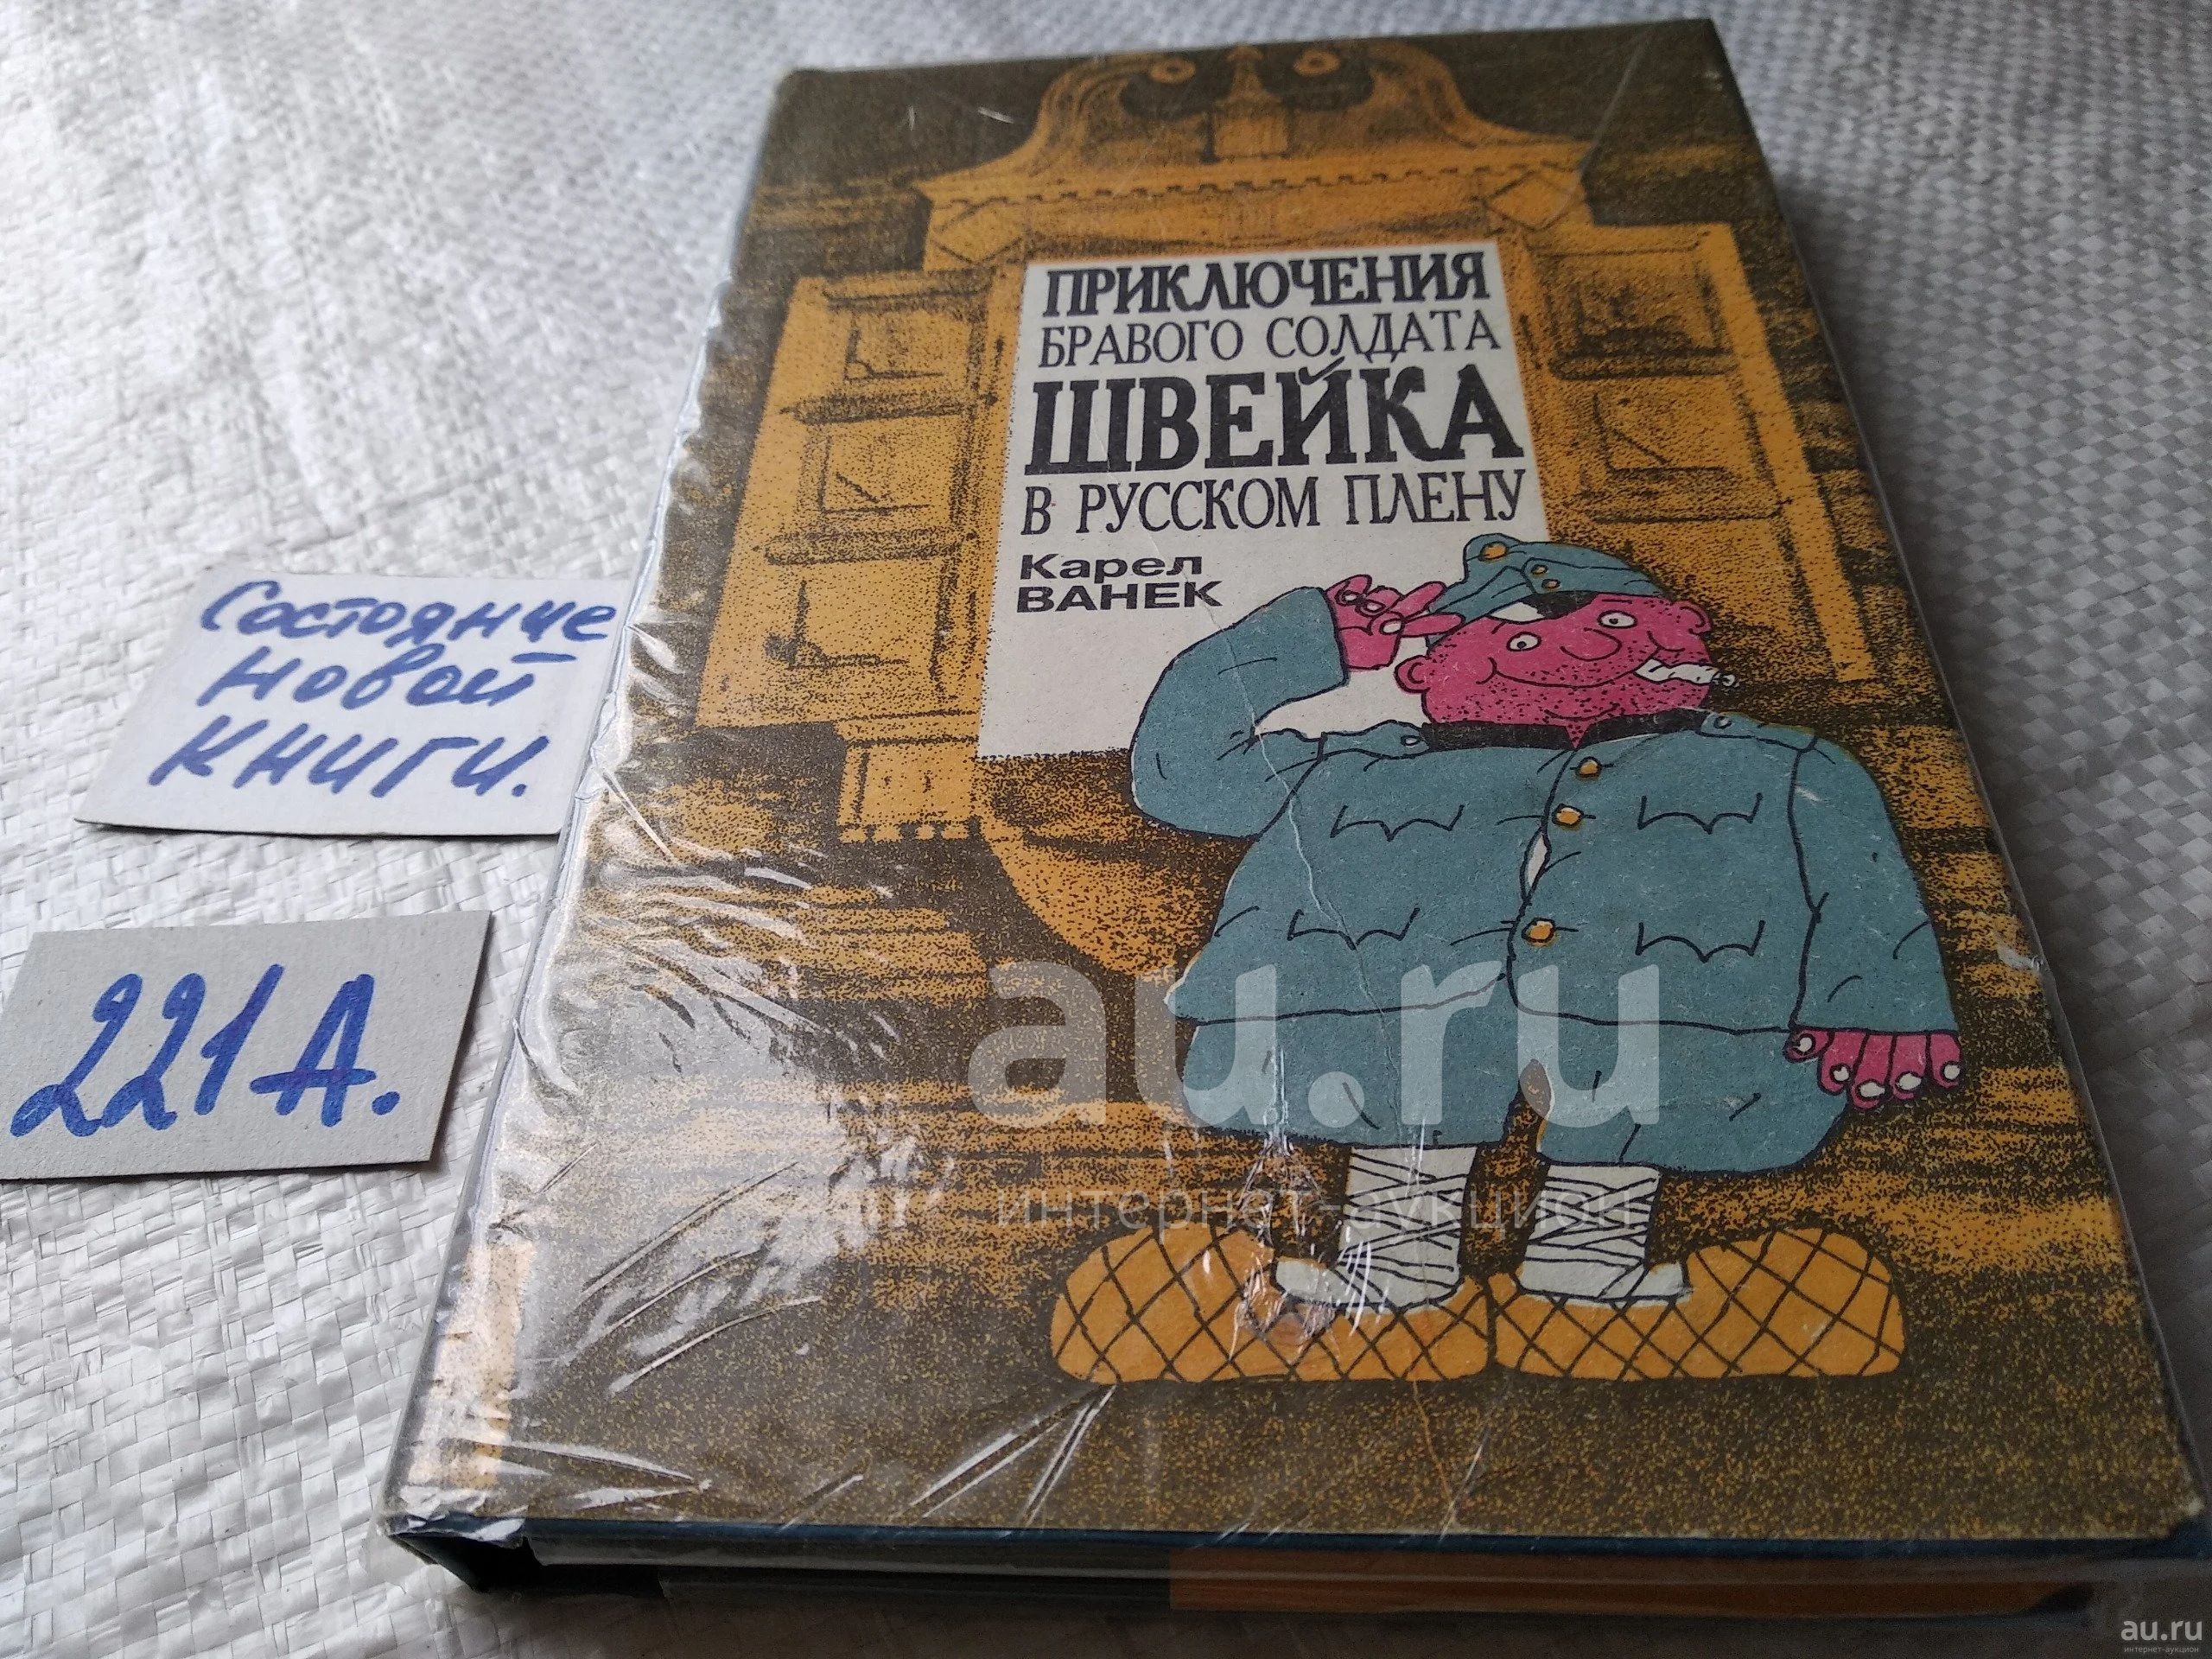 ПРИКЛЮЧЕНИЯ
БРАВОГО СОЛДАТА
ШВЕЙКА
В РУССКОМ ПЛЕНУ
Карел
ВАНЕК
Состояние
новой
книги.
221А.
au.ru
интернет-аукцион
au.ru
интернет-аукцион